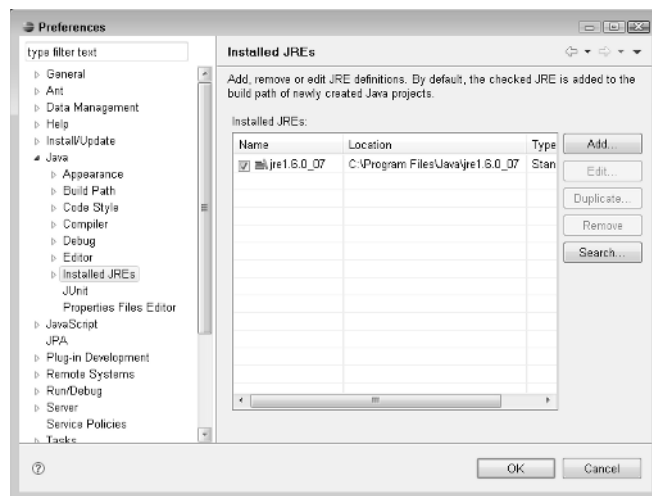 Preferences
type filter text
General
Ant
Data Management
Help
Install/Update
Java
Appearance
Build Path
Code Style
Compiler
Debug
Editor
Installed JREs
JUnit
Properties Files Editor
JavaScript
JPA
Plug-in Development
Remote Systems
Run/Debug
Server
Service Policies
Tasks
Installed JREs
Add, remove or edit JRE definitions. By default, the checked JRE is added to the
build path of newly created Java projects.
Installed JREs:
Name Location Type
jre1.6.0_07 C:\Program Files\Java\jre1.6.0_07 Stan
Add...
Edit...
Duplicate...
Remove
Search...
OK Cancel